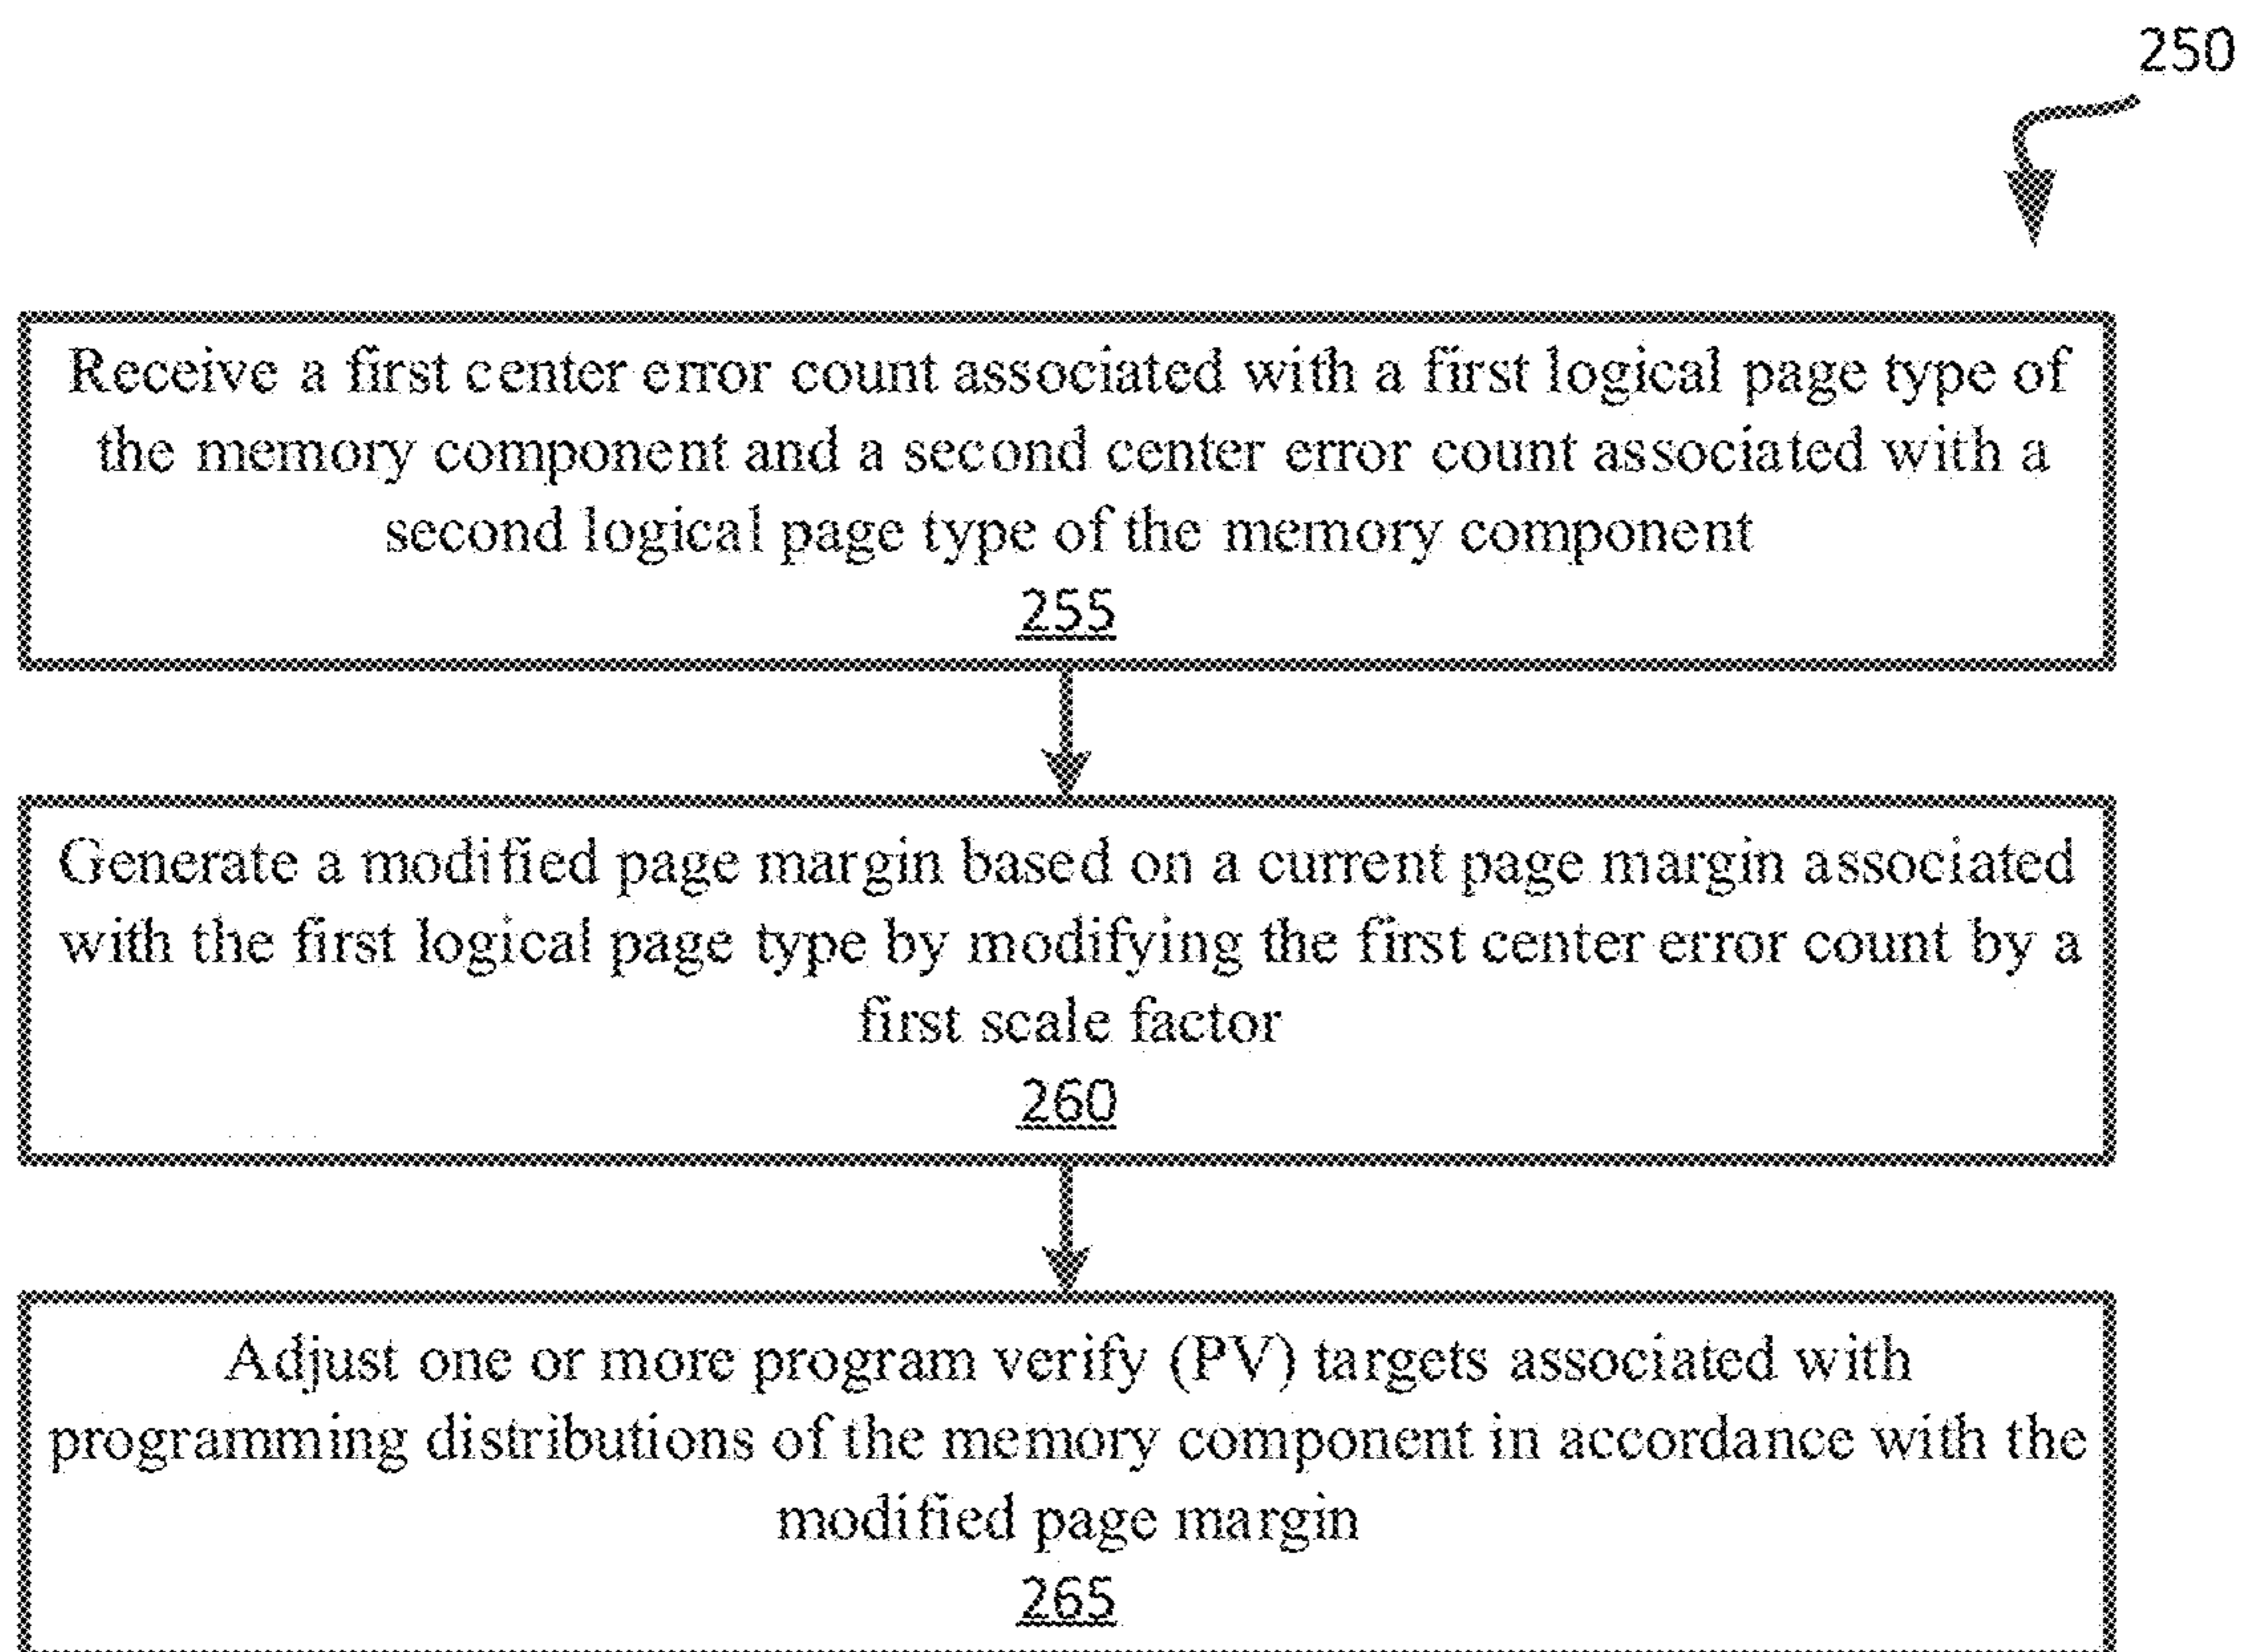 250
Receive a first center error count associated with a first logical page type of
the memory component and a second center error count associated with a
second logical page type of the memory component
255
Generate a modified page margin based on a current page margin associated
with the first logical page type by modifying the first center error count by a
first scale factor
260
Adjust one or more program verify (PV) targets associated with
programming distributions of the memory component in accordance with the
modified page margin
265